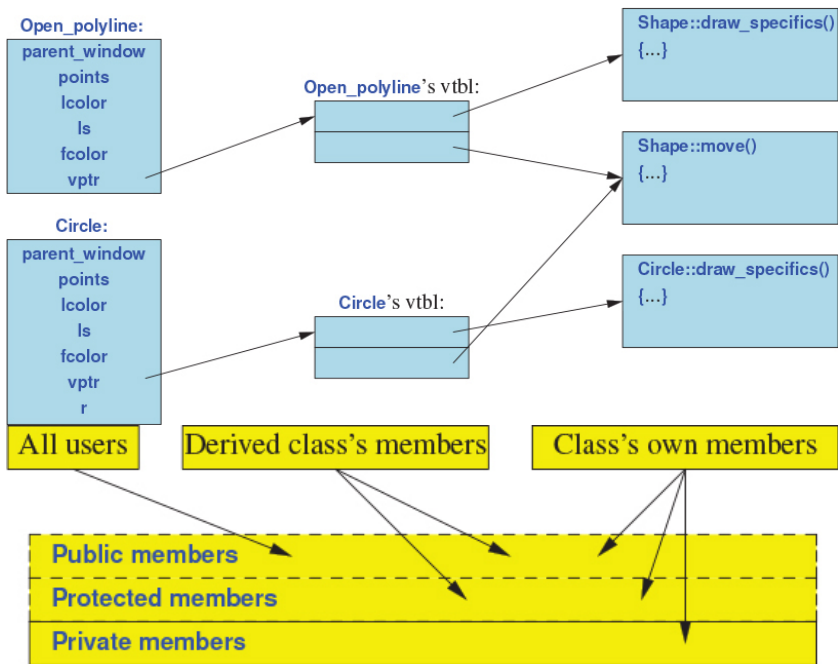 Open_polyline:
parent_window
points
lcolor
ls
fcolor
vptr
Open_polyline's vtbl:
Shape::draw_specifics()
{...}
Shape::move()
{...}
Circle:
parent_window
points
lcolor
ls
fcolor
vptr
r
Circle's vtbl:
Circle::draw_specifics()
{...}
All users
Derived class's members
Class's own members
Public members
Protected members
Private members